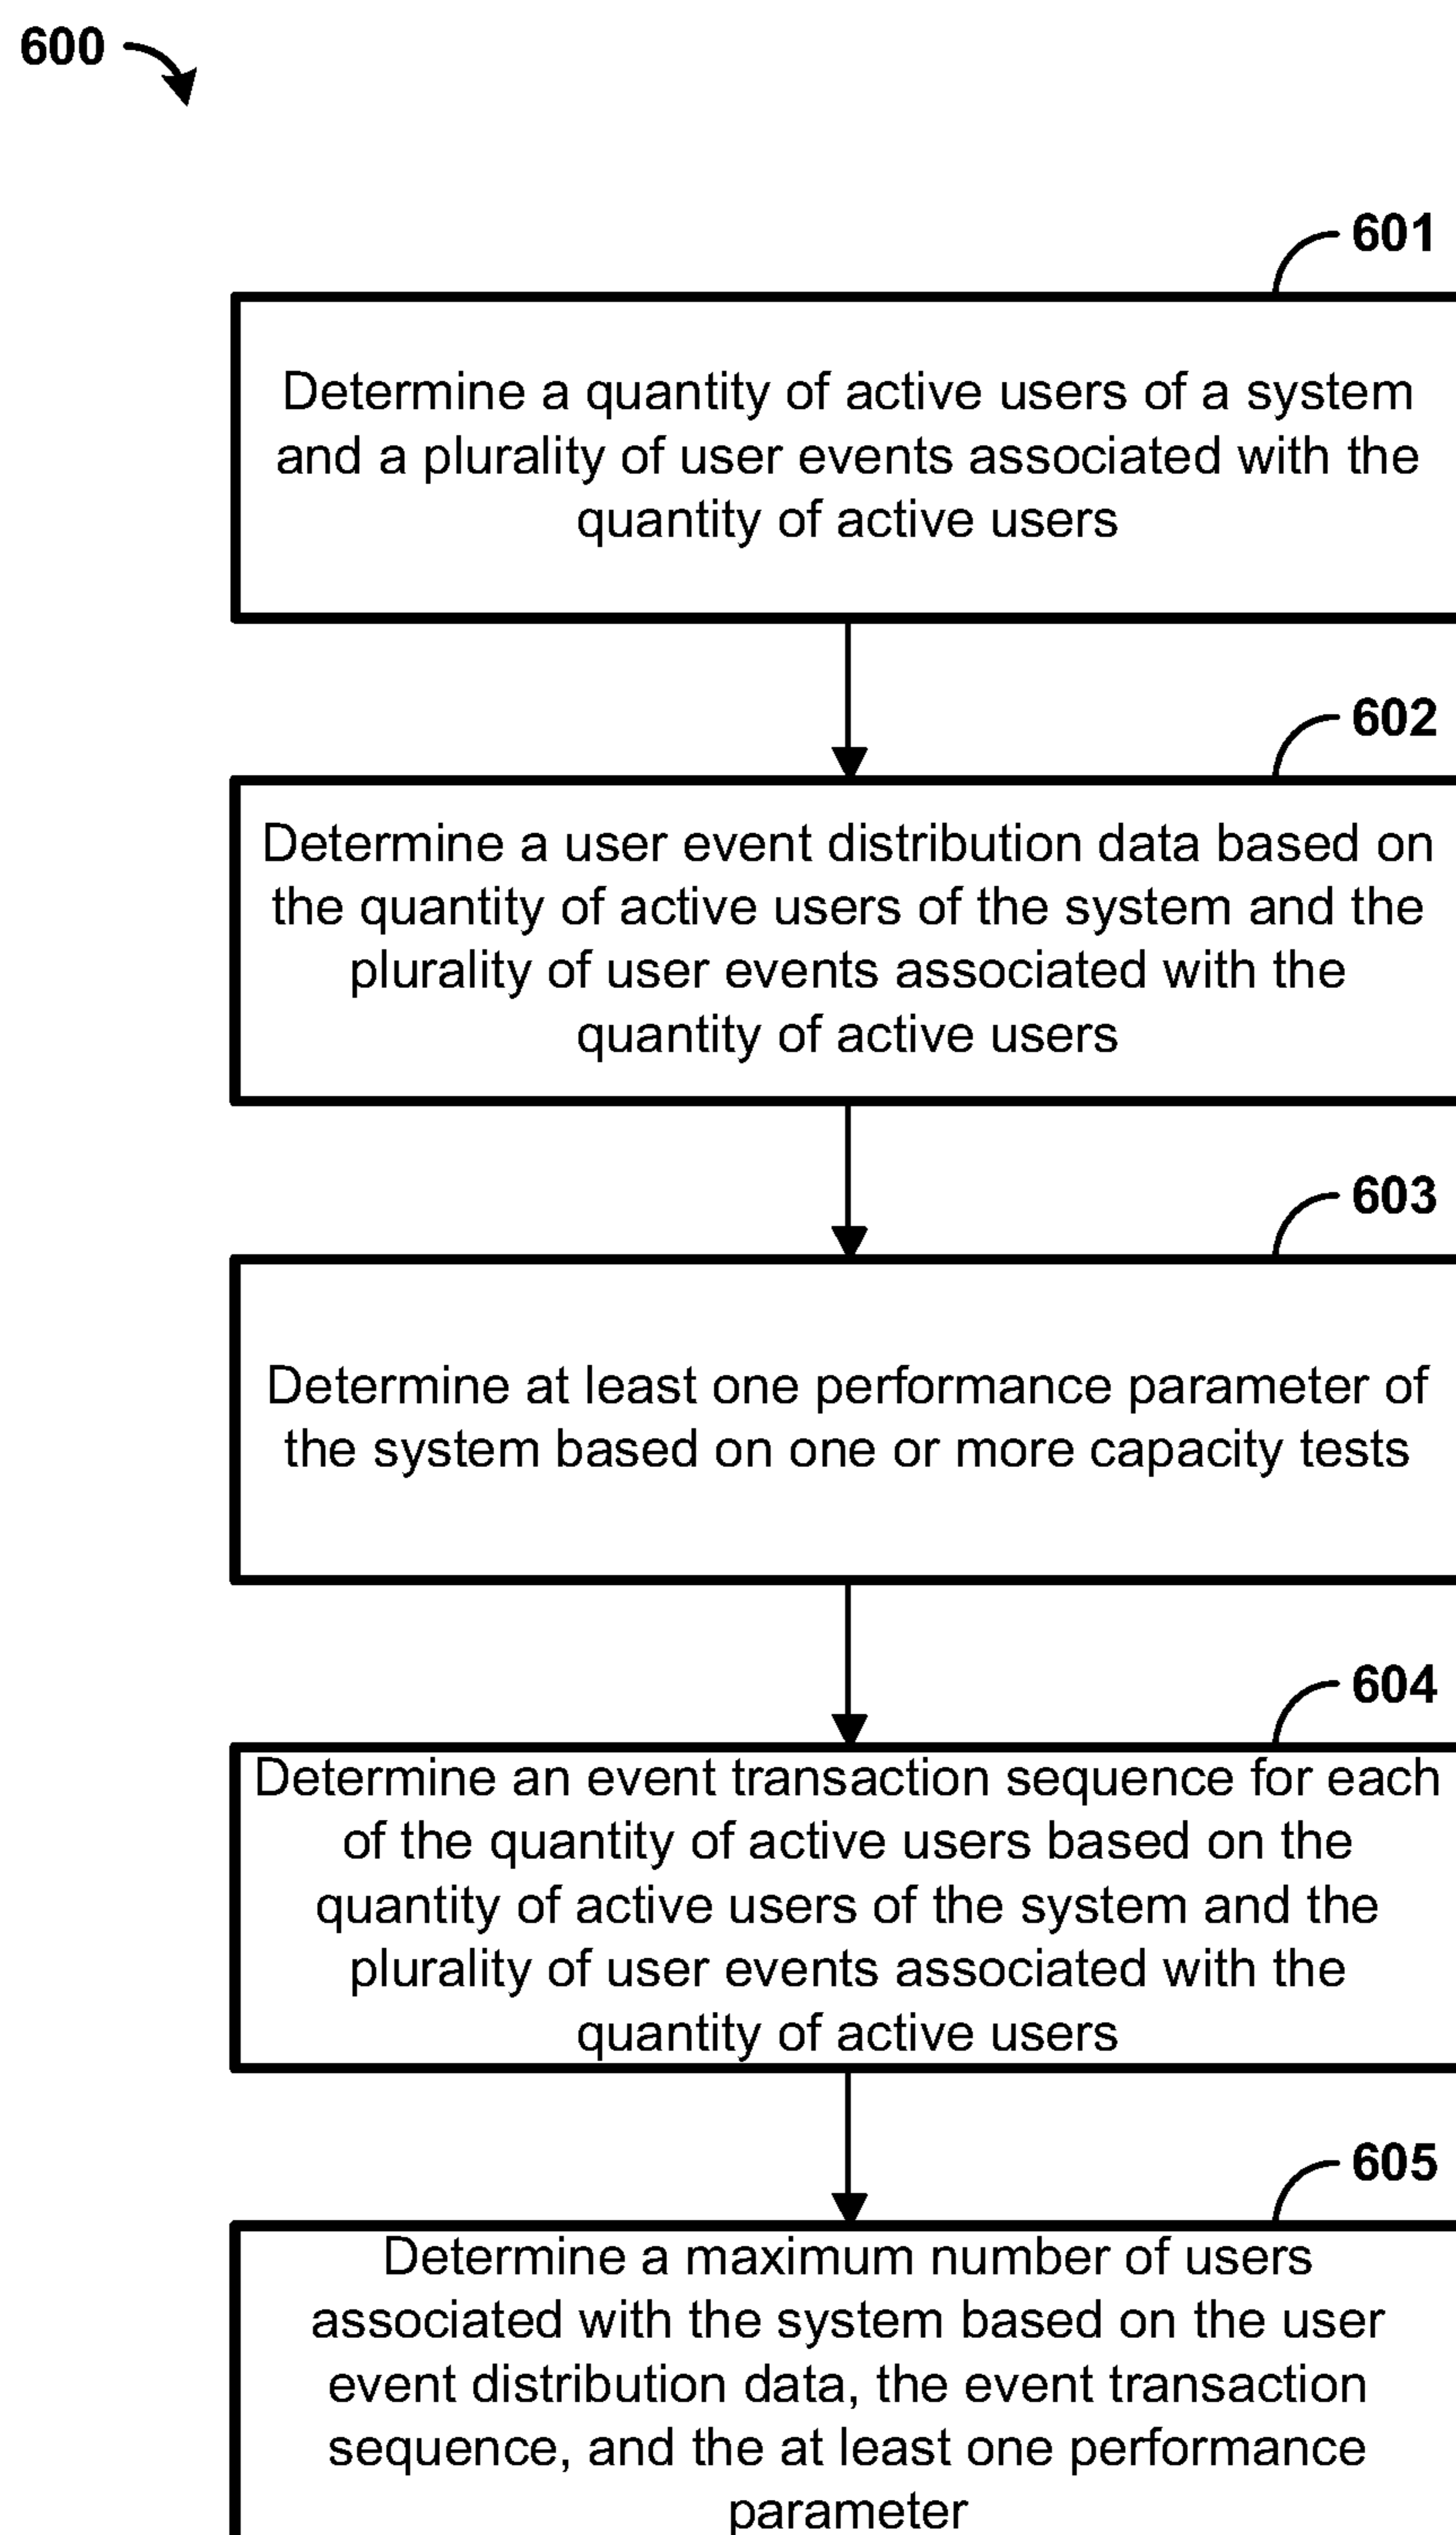 600
601
Determine a quantity of active users of a system
and a plurality of user events associated with the
quantity of active users
602
Determine a user event distribution data based on
the quantity of active users of the system and the
plurality of user events associated with the
quantity of active users
603
Determine at least one performance parameter of
the system based on one or more capacity tests
604
Determine an event transaction sequence for each
of the quantity of active users based on the
quantity of active users of the system and the
plurality of user events associated with the
quantity of active users
605
Determine a maximum number of users
associated with the system based on the user
event distribution data, the event transaction
sequence, and the at least one performance
parameter